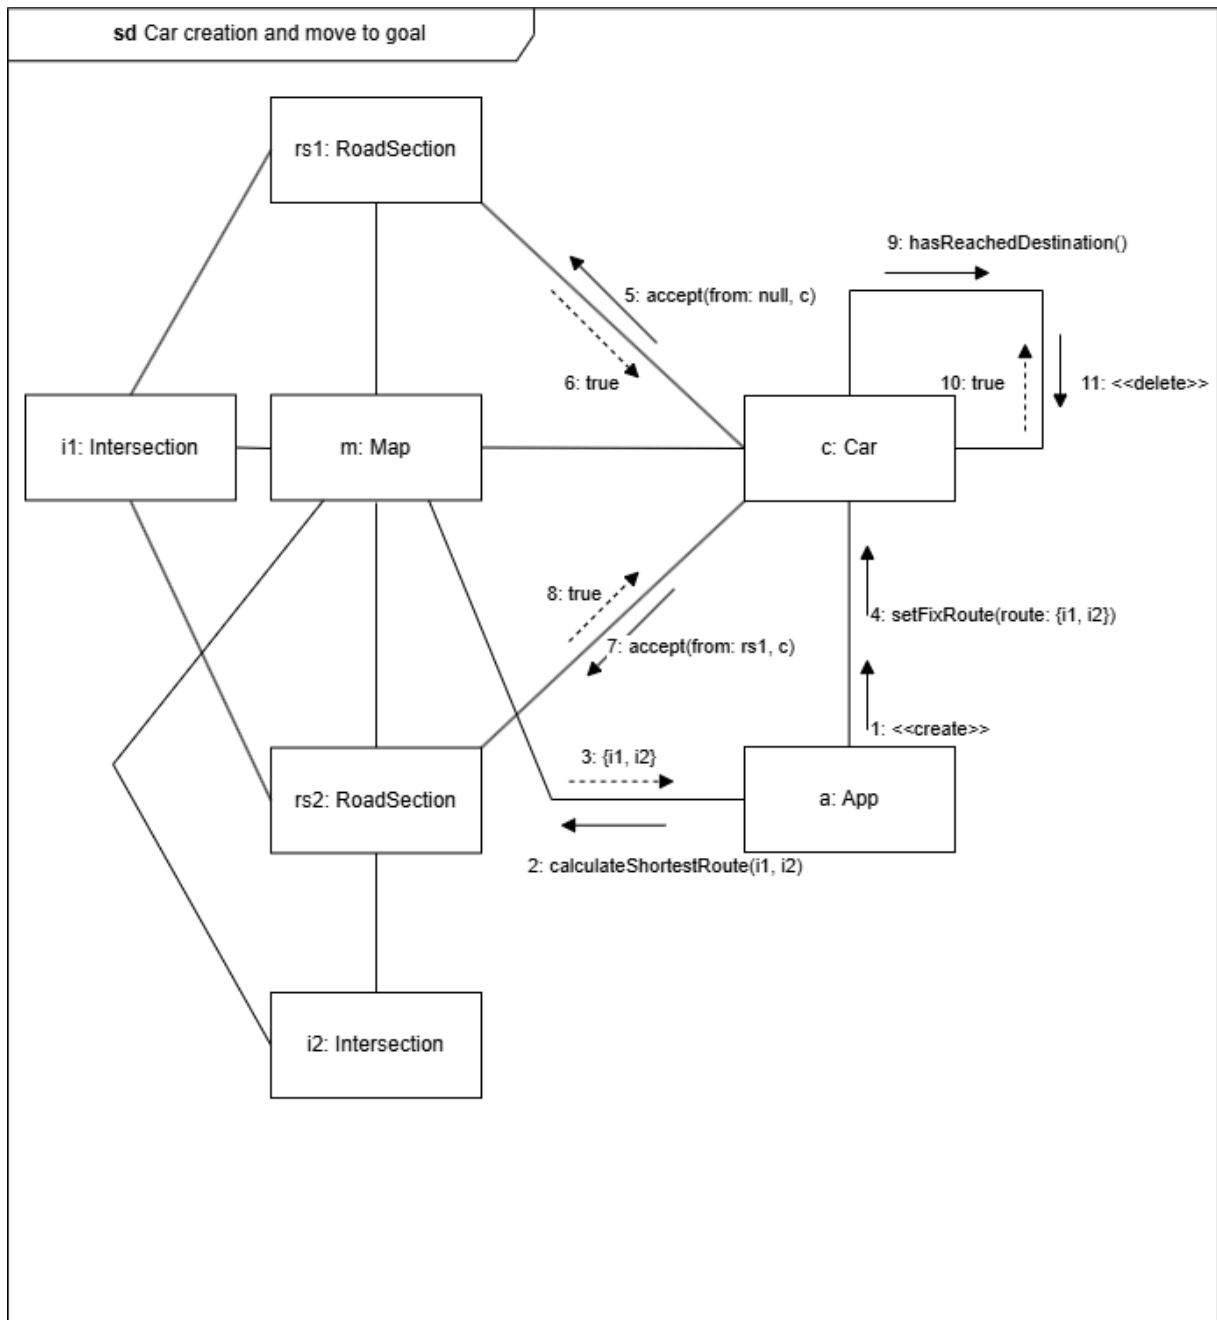 sd Car creation and move to goal
rs1: RoadSection
9: hasReachedDestination()
5: accept(from: null, c)
6: true
10: true
11: <<delete>>
i1: Intersection
m: Map
c: Car
8: true
4: setFixRoute(route: {i1, i2})
7: accept(from: rs1, c)
1: <<create>>
3: {i1, i2}
rs2: RoadSection
a: App
2: calculateShortestRoute(i1, i2)
i2: Intersection